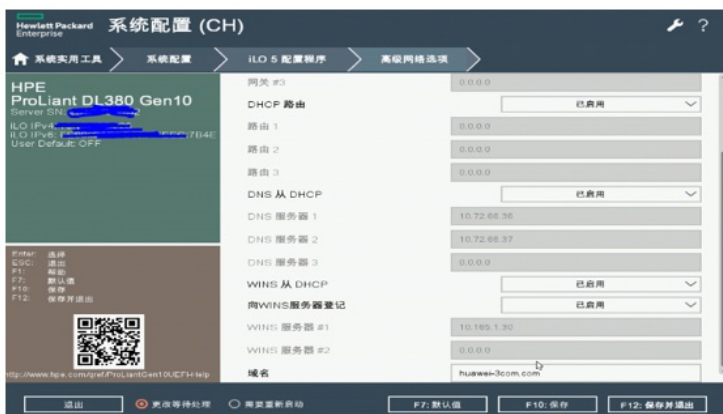 Hewlett Packard
Enterprise
系统配置 (CH)
?
系统实用工具
系统配置
iLO 5 配置程序
高级网络选项
HPE
ProLiant DL380 Gen10
Server SN:
iLO IPv4:
iLO IPv6:
:7B4E
User Default: OFF
Enter: 选择
ESC: 退出
F1: 帮助
F7: 默认值
F10: 保存
F12: 保存并退出
网关 #3 0.0.0.0
DHCP 路由 已启用
路由 1 0.0.0.0
路由 2 0.0.0.0
路由 3 0.0.0.0
DNS 从 DHCP 已启用
DNS 服务器 1 10.72.66.36
DNS 服务器 2 10.72.66.37
DNS 服务器 3 0.0.0.0
WINS 从 DHCP 已启用
向WINS服务器登记 已启用
WINS 服务器 #1 10.165.1.30
WINS 服务器 #2 0.0.0.0
域名 huawei-3com.com
http://www.hpe.com/qref/ProLiantGen10UEFI-Help
退出
更改等待处理
需要重新启动
F7: 默认值
F10: 保存
F12: 保存并退出